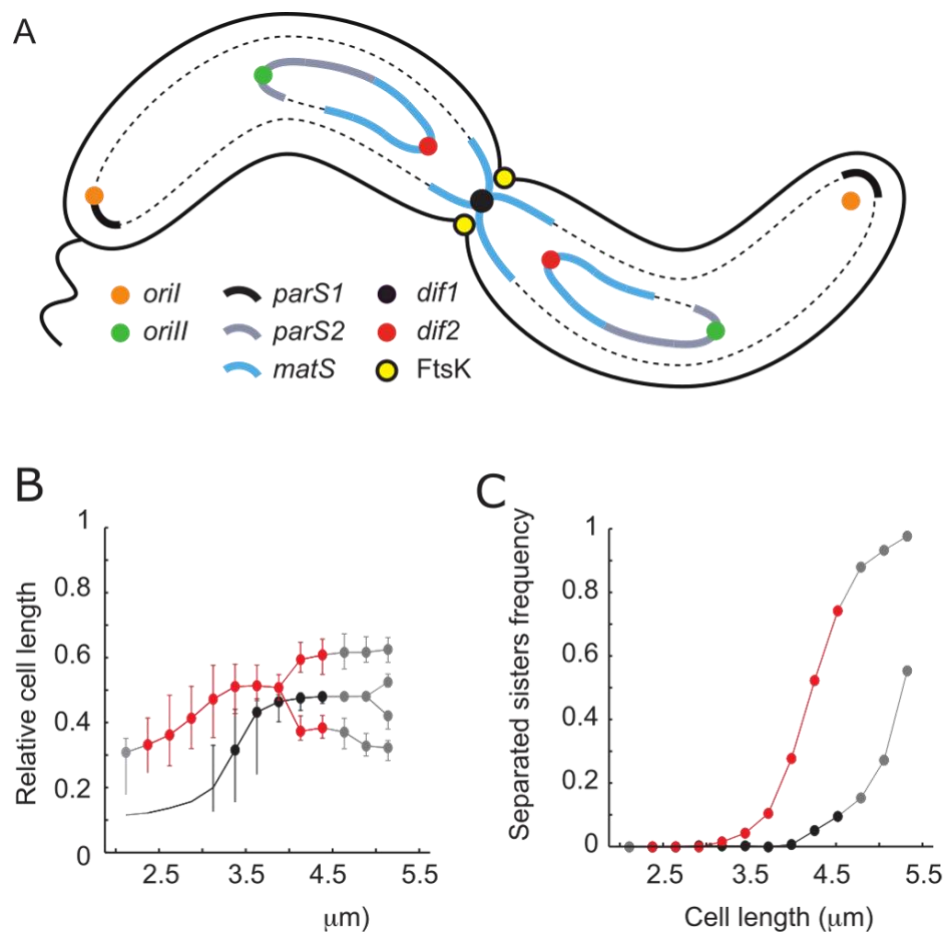 A
oriI parS1 dif1
oriII parS2 dif2
matS FtsK
B
Relative cell length
1
0.8
0.6
0.4
0.2
0
2.5 3.5 4.5 5.5
μm)
C
Separated sisters frequency
1
0.8
0.6
0.4
0.2
0
2.5 3.5 4.5 5.5
Cell length (μm)